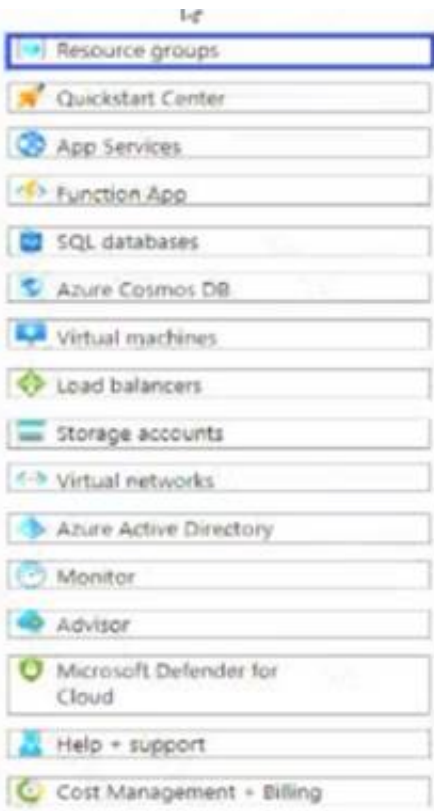 Resource groups
Quickstart Center
App Services
Function App
SQL databases
Azure Cosmos DB
Virtual machines
Load balancers
Storage accounts
Virtual networks
Azure Active Directory
Monitor
Advisor
Microsoft Defender for
Cloud
Help + support
Cost Management + Billing